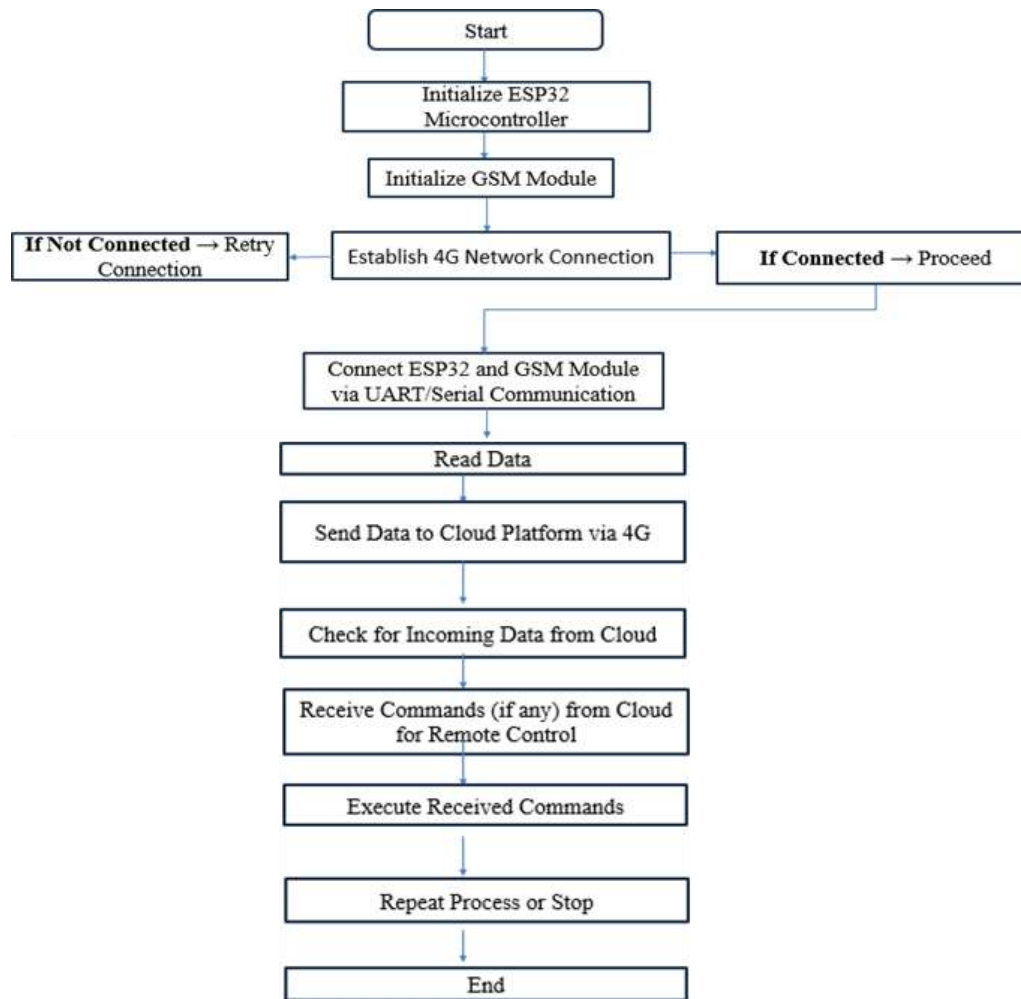 Start
Initialize ESP32
Microcontroller
Initialize GSM Module
If Not Connected → Retry
Connection
Establish 4G Network Connection
If Connected → Proceed
Connect ESP32 and GSM Module
via UART/Serial Communication
Read Data
Send Data to Cloud Platform via 4G
Check for Incoming Data from Cloud
Receive Commands (if any) from Cloud
for Remote Control
Execute Received Commands
Repeat Process or Stop
End